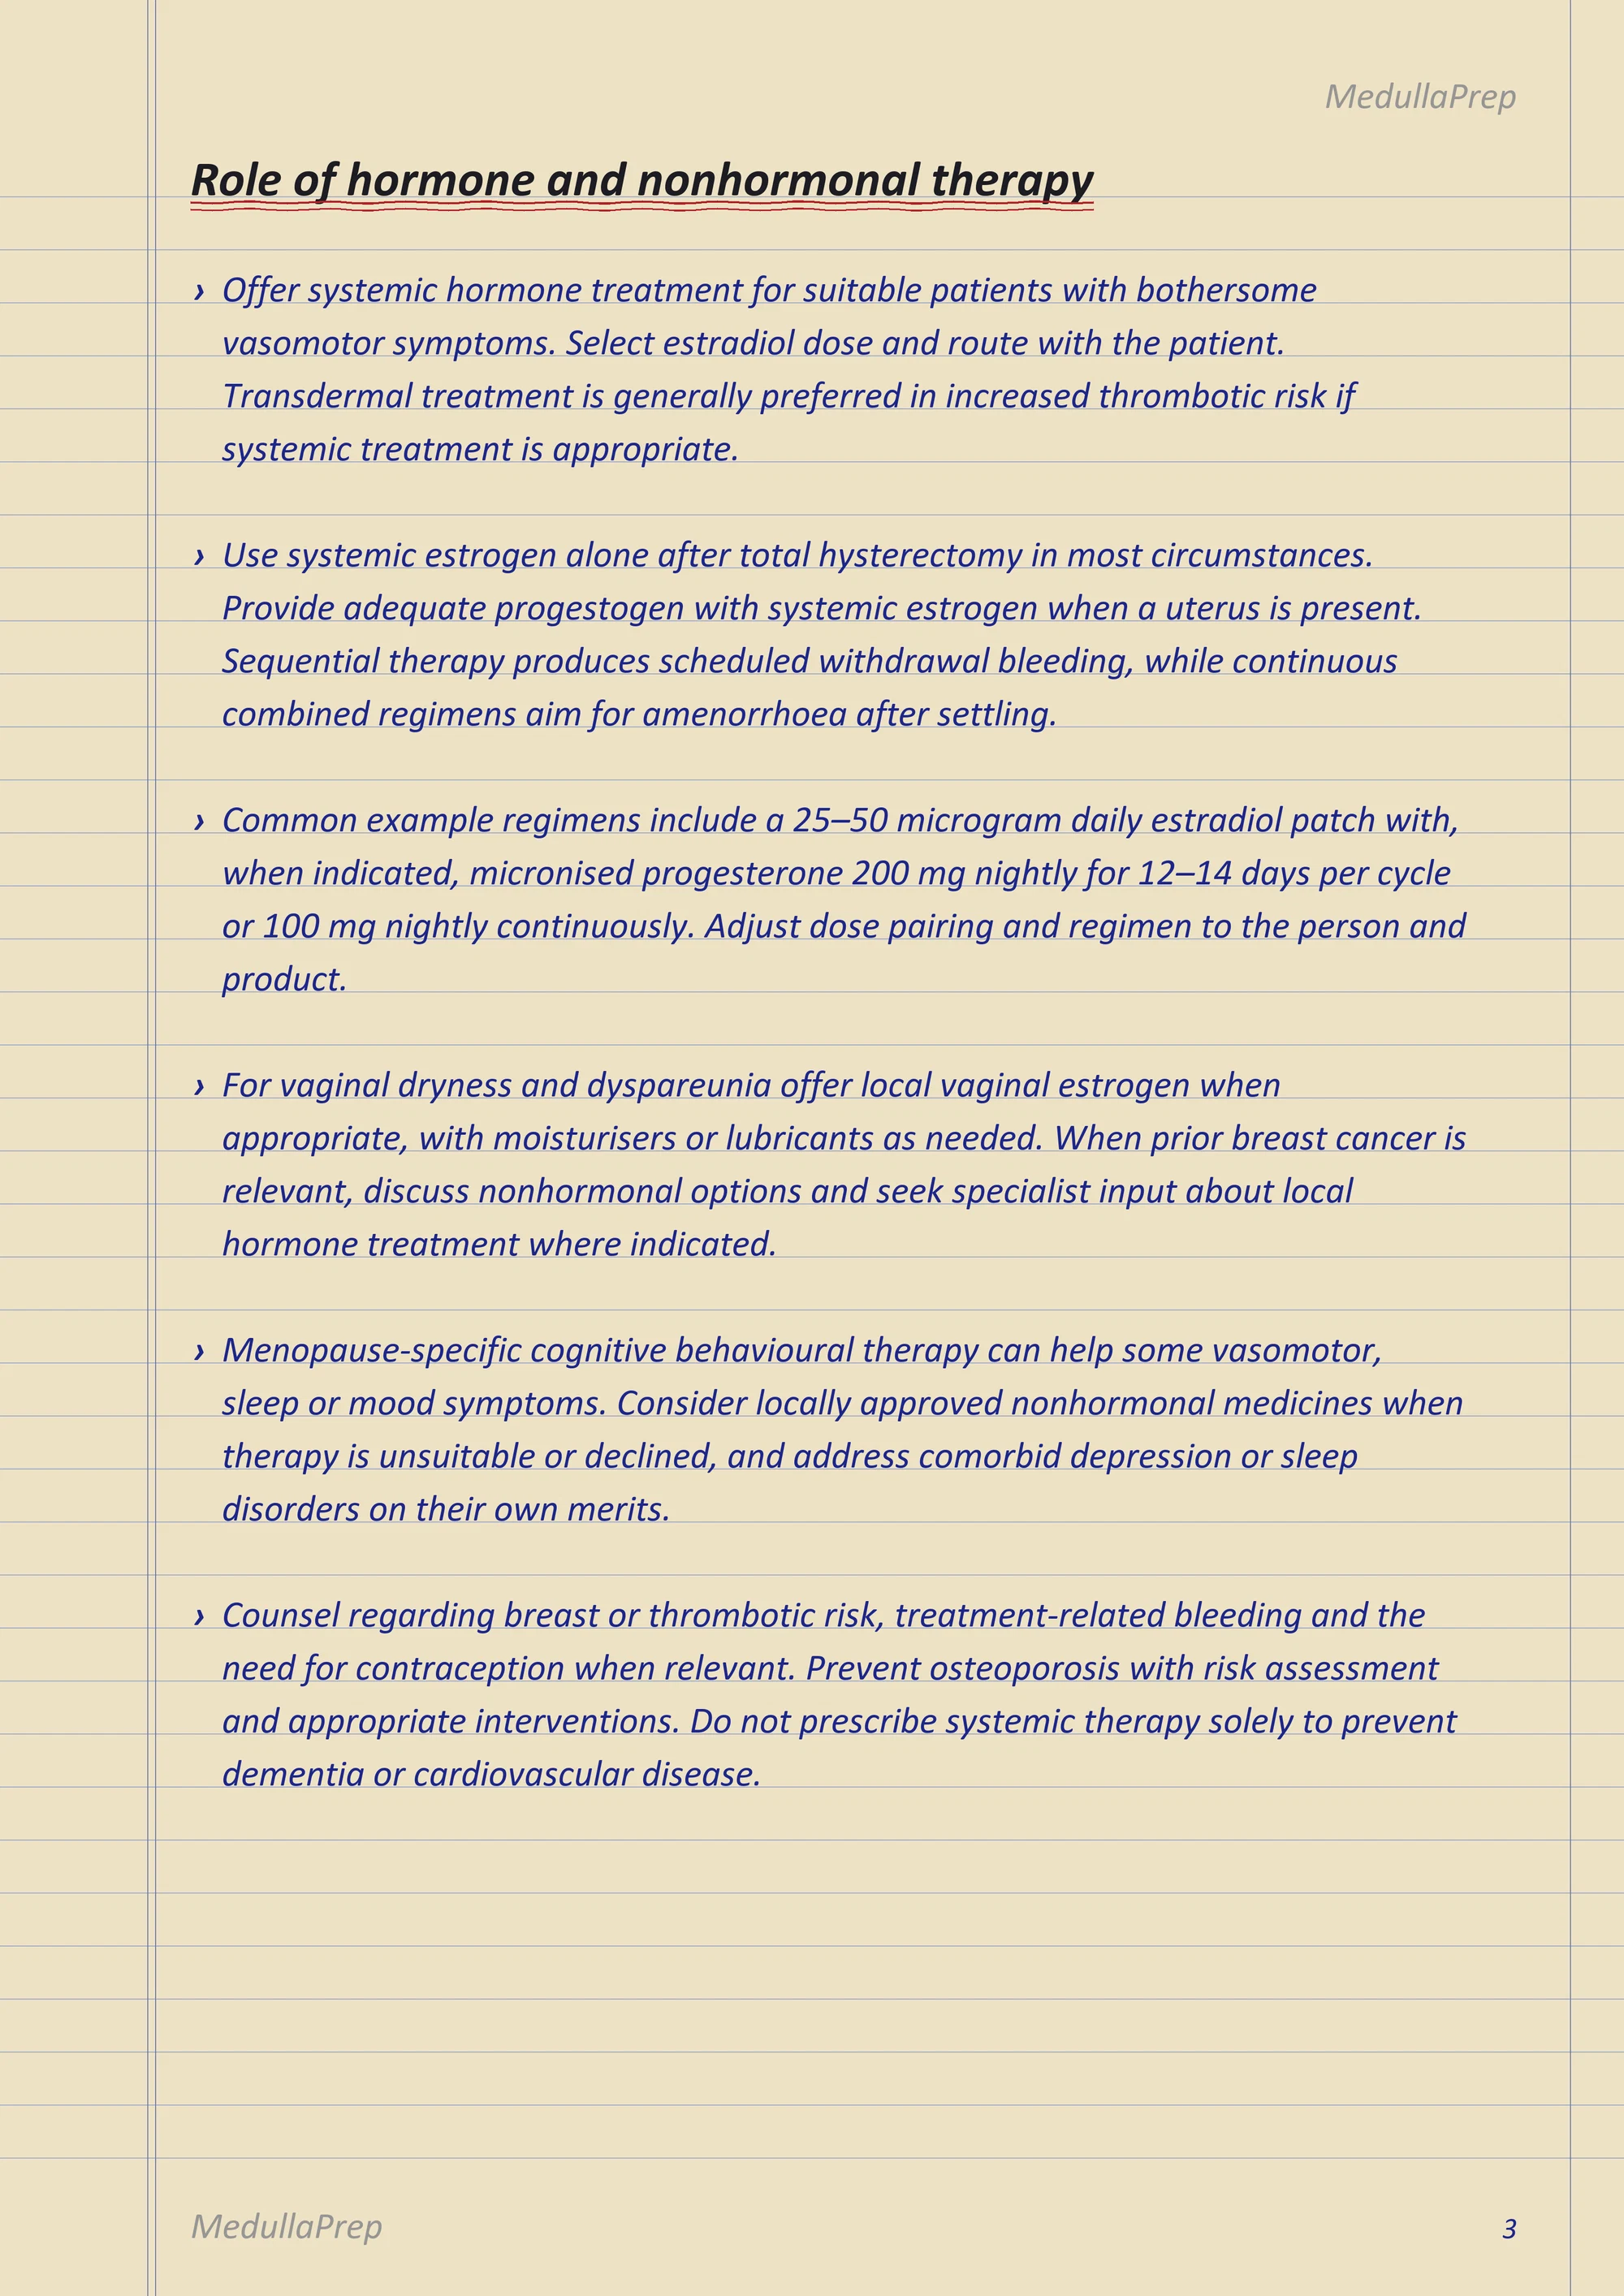 MedullaPrep
Role of hormone and nonhormonal therapy
› Offer systemic hormone treatment for suitable patients with bothersome
vasomotor symptoms. Select estradiol dose and route with the patient.
Transdermal treatment is generally preferred in increased thrombotic risk if
systemic treatment is appropriate.
› Use systemic estrogen alone after total hysterectomy in most circumstances.
Provide adequate progestogen with systemic estrogen when a uterus is present.
Sequential therapy produces scheduled withdrawal bleeding, while continuous
combined regimens aim for amenorrhoea after settling.
› Common example regimens include a 25–50 microgram daily estradiol patch with,
when indicated, micronised progesterone 200 mg nightly for 12–14 days per cycle
or 100 mg nightly continuously. Adjust dose pairing and regimen to the person and
product.
› For vaginal dryness and dyspareunia offer local vaginal estrogen when
appropriate, with moisturisers or lubricants as needed. When prior breast cancer is
relevant, discuss nonhormonal options and seek specialist input about local
hormone treatment where indicated.
› Menopause-specific cognitive behavioural therapy can help some vasomotor,
sleep or mood symptoms. Consider locally approved nonhormonal medicines when
therapy is unsuitable or declined, and address comorbid depression or sleep
disorders on their own merits.
› Counsel regarding breast or thrombotic risk, treatment-related bleeding and the
need for contraception when relevant. Prevent osteoporosis with risk assessment
and appropriate interventions. Do not prescribe systemic therapy solely to prevent
dementia or cardiovascular disease.
MedullaPrep
3